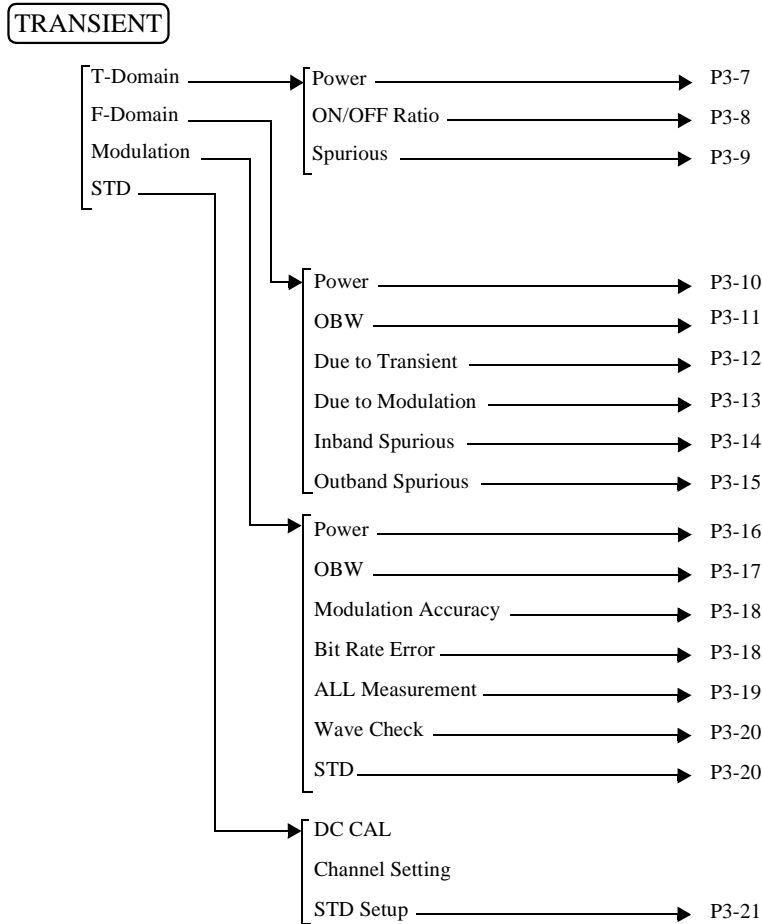 TRANSIENT
T-Domain Power P3-7
F-Domain ON/OFF Ratio P3-8
Modulation Spurious P3-9
STD
Power P3-10
OBW P3-11
Due to Transient P3-12
Due to Modulation P3-13
Inband Spurious P3-14
Outband Spurious P3-15
Power P3-16
OBW P3-17
Modulation Accuracy P3-18
Bit Rate Error P3-18
ALL Measurement P3-19
Wave Check P3-20
STD P3-20
DC CAL
Channel Setting
STD Setup P3-21